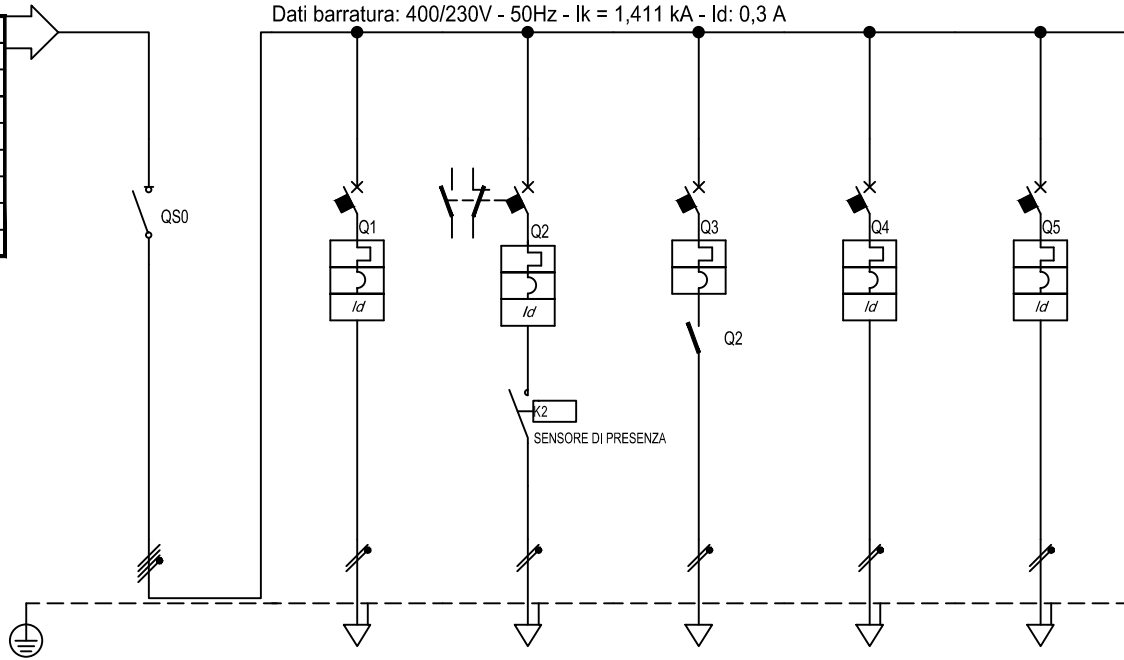 Dati barratura: 400/230V - 50Hz - Ik = 1,411 kA - Id: 0,3 A
QS0
Q1
Q2
Q3
Q4
Q5
Id
Id
Id
Id
Q2
K2
SENSORE DI PRESENZA